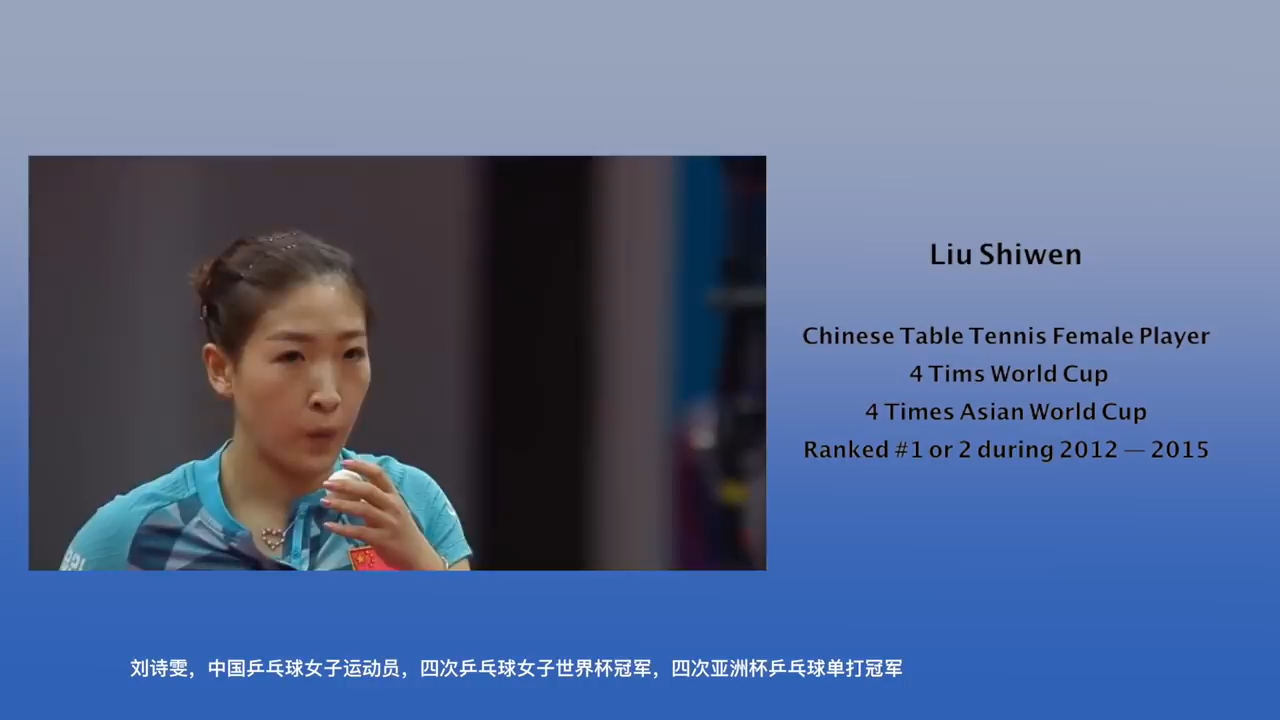 Liu Shiwen
Chinese Table Tennis Female Player
4 Tims World Cup
4 Times Asian World Cup
Ranked #1 or 2 during 2012 — 2015
刘诗雯，中国乒乓球女子运动员，四次乒乓球女子世界杯冠军，四次亚洲杯乒乓球单打冠军